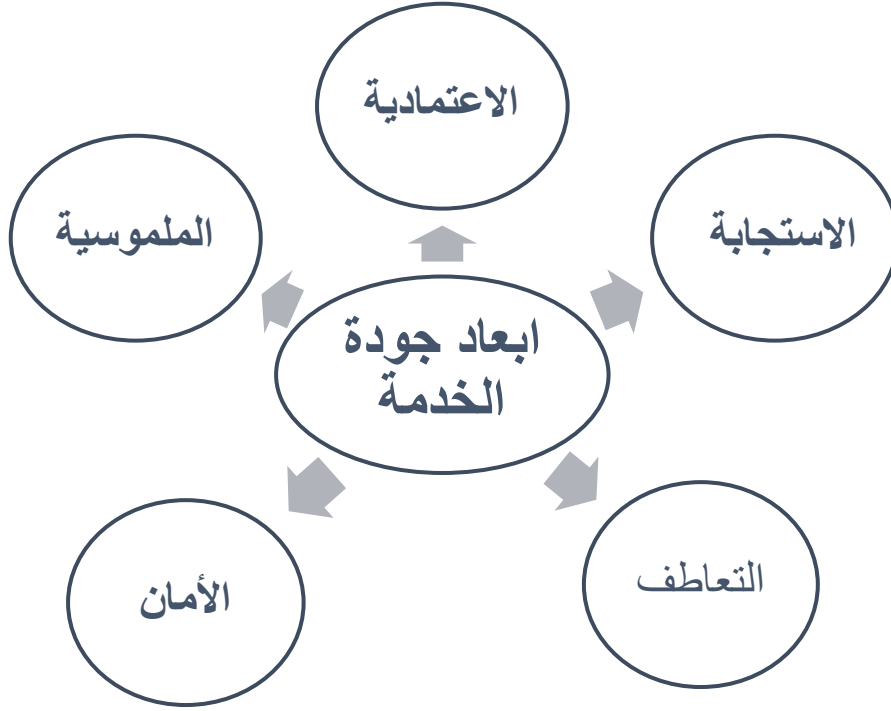 الاعتمادية
الاستجابة
الملموسية
ابعاد جودة
الخدمة
التعاطف
الأمان